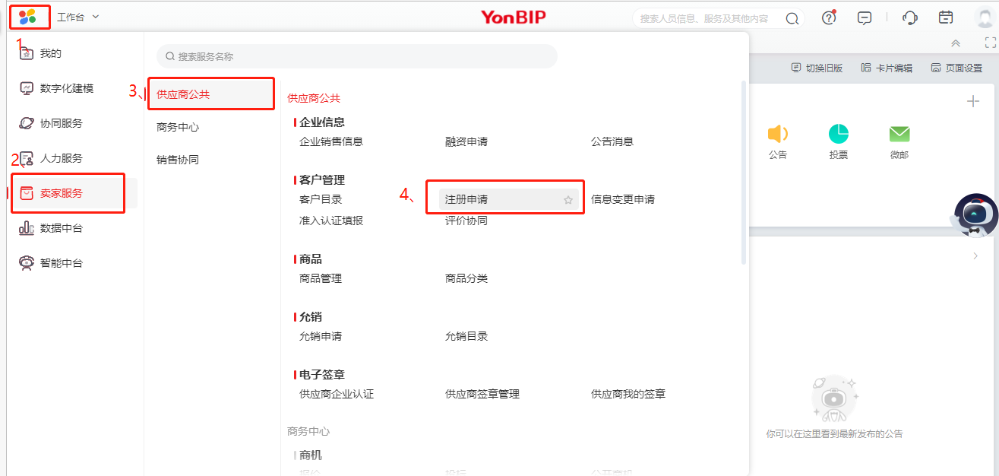 工作台
YonBIP
搜索人员信息、服务及其他内容
1、
我的
数字化建模
协同服务
2、
人力服务
卖家服务
数据中台
智能中台
搜索服务名称
3、
供应商公共
商务中心
销售协同
供应商公共
企业信息
企业销售信息 融资申请 公告消息
客户管理
客户目录 4、 注册申请 信息变更申请
准入认证填报 评价协同
商品
商品管理 商品分类
允销
允销申请 允销目录
电子签章
供应商企业认证 供应商签章管理 供应商我的签章
商务中心
商机
报价 投标 公开商机
切换旧版 卡片编辑 页面设置
公告 投票 微邮
你可以在这里看到最新发布的公告